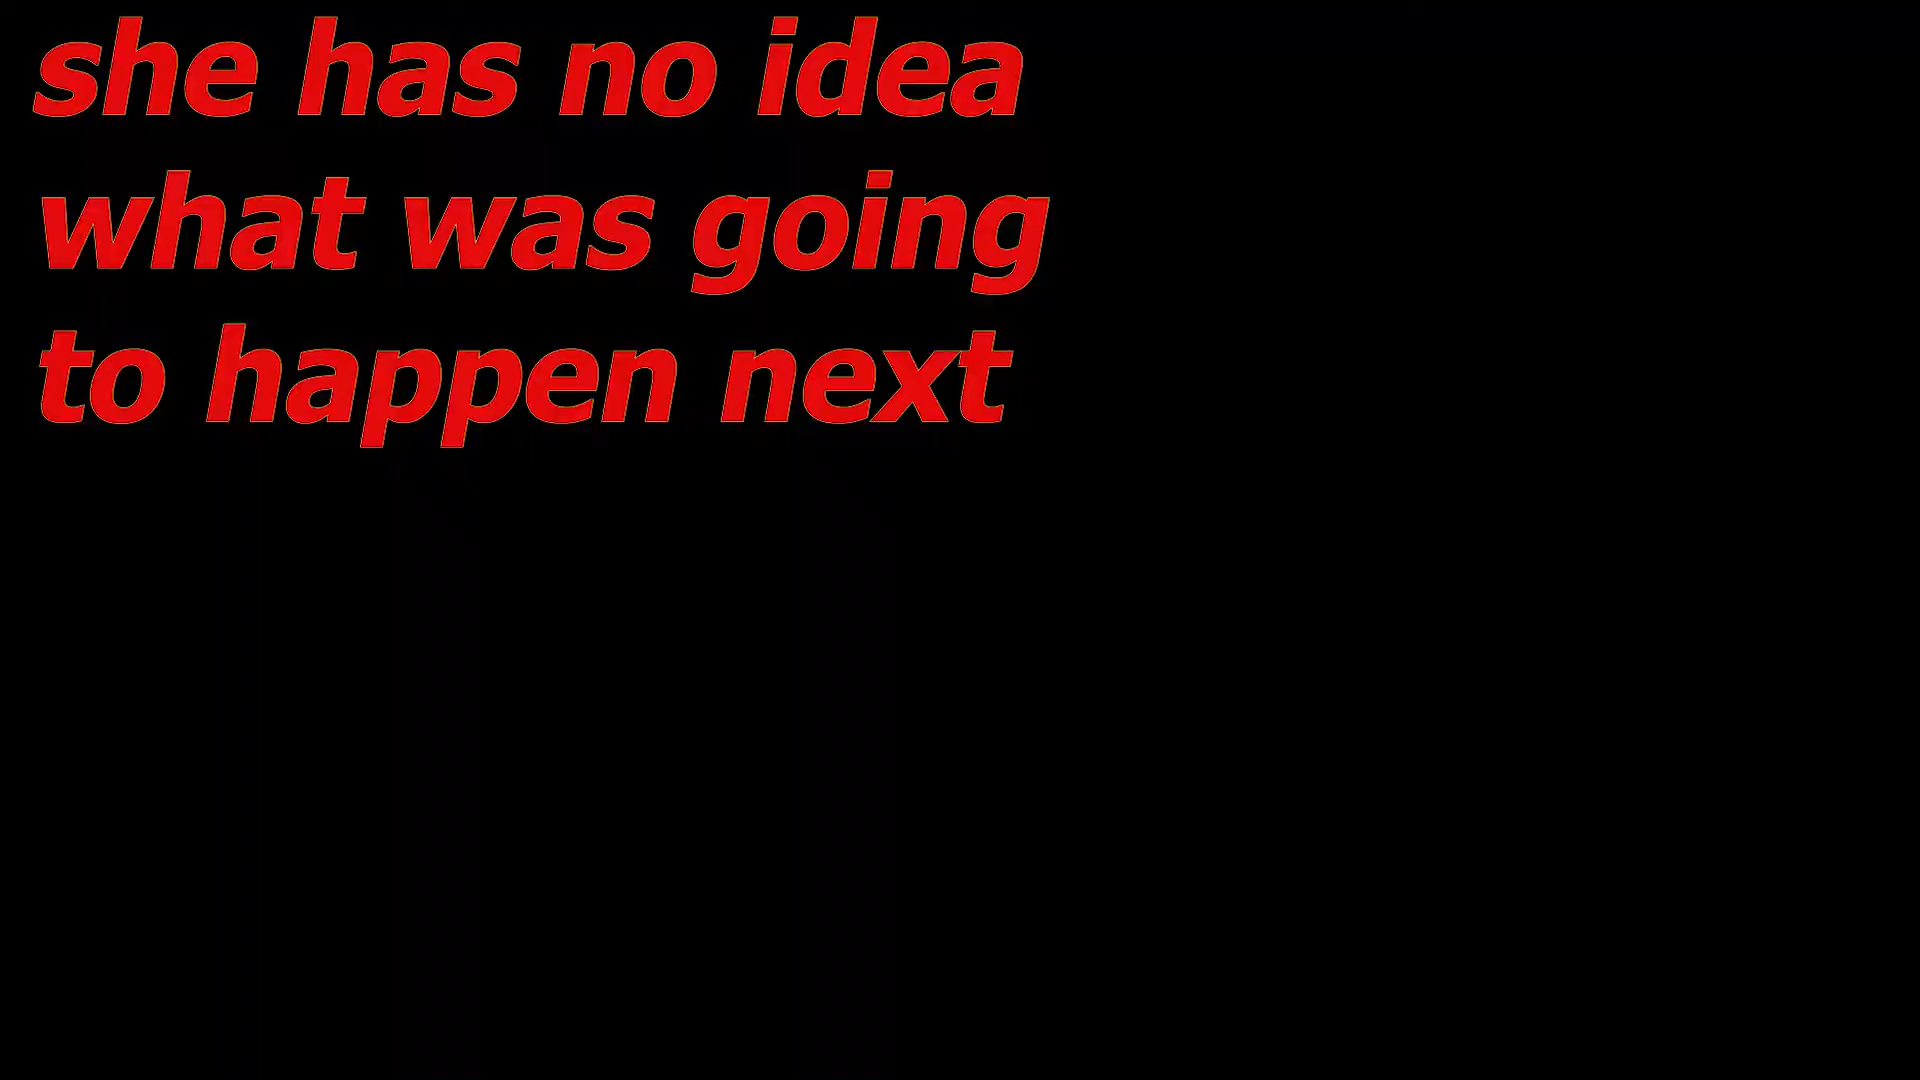 she has no idea
what was going
to happen next